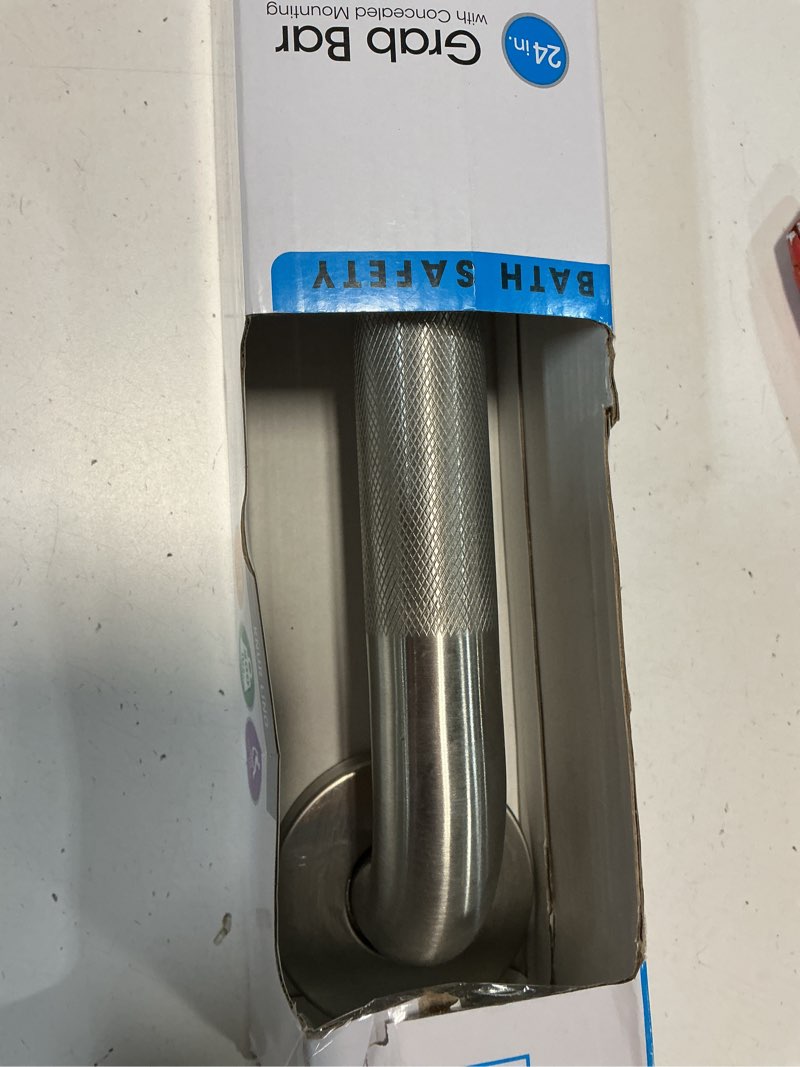 24 in.
Grab Bar
with Concealed Mounting
BATH SAFETY